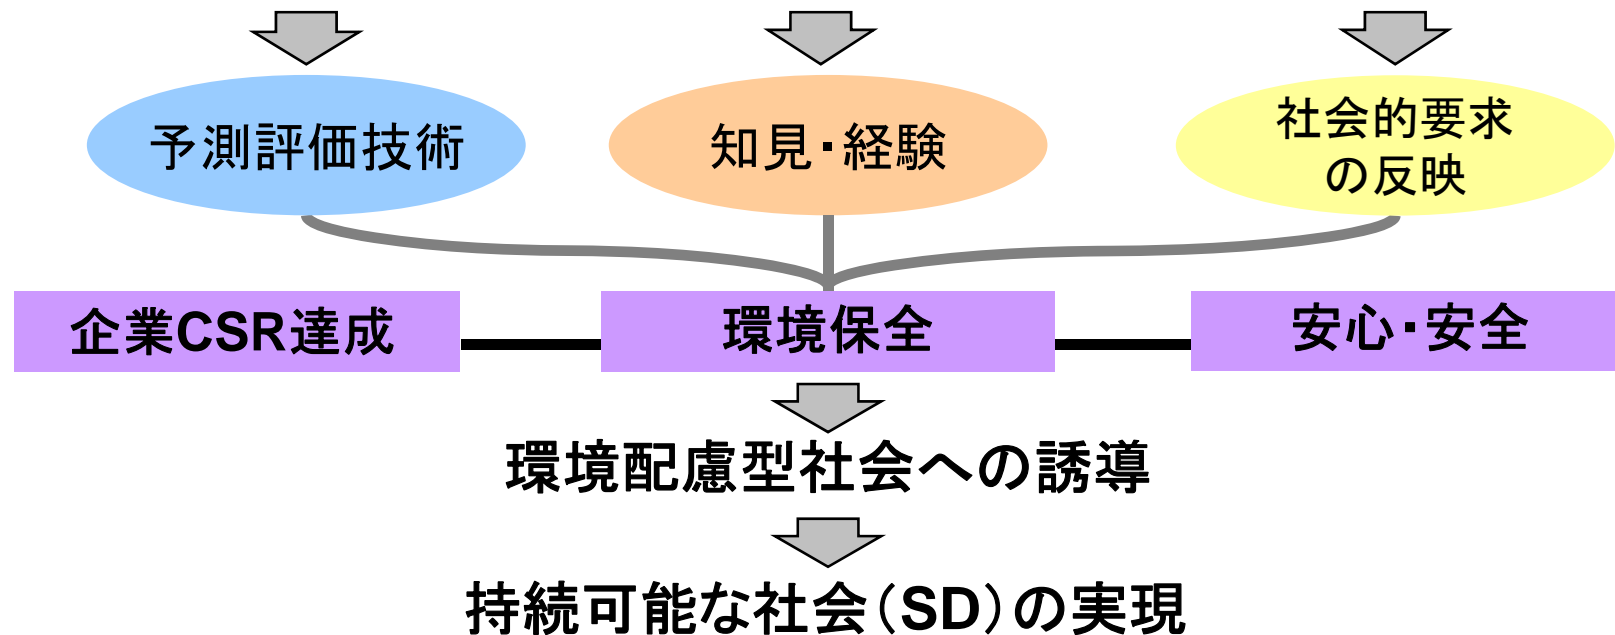 予測評価技術
知見・経験
社会的要求
の反映
企業CSR達成
環境保全
安心・安全
環境配慮型社会への誘導
持続可能な社会（SD）の実現